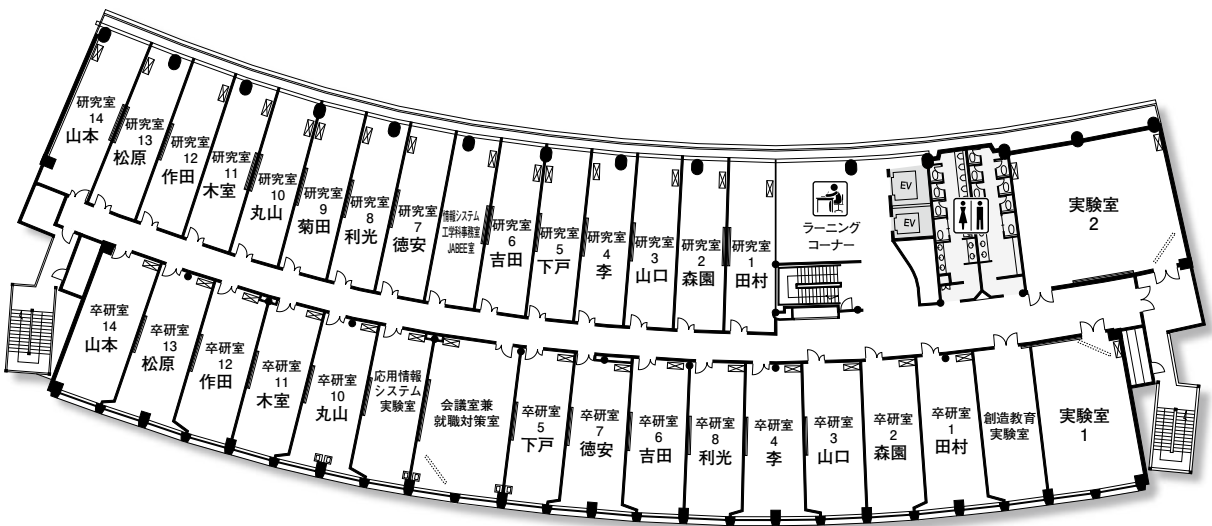 研究室
14
山本
研究室
13
松原
研究室
12
作田
研究室
11
木室
研究室
10
丸山
研究室
9
菊田
研究室
8
利光
研究室
7
徳安
情報システム
工学科事務室
JABEE室
研究室
6
吉田
研究室
5
下戸
研究室
4
李
研究室
3
山口
研究室
2
森園
研究室
1
田村
ラーニング
コーナー
EV
EV
実験室
2
卒研室
14
山本
卒研室
13
松原
卒研室
12
作田
卒研室
11
木室
卒研室
10
丸山
応用情報
システム
実験室
会議室兼
就職対策室
卒研室
5
下戸
卒研室
7
徳安
卒研室
6
吉田
卒研室
8
利光
卒研室
4
李
卒研室
3
山口
卒研室
2
森園
卒研室
1
田村
創造教育
実験室
実験室
1